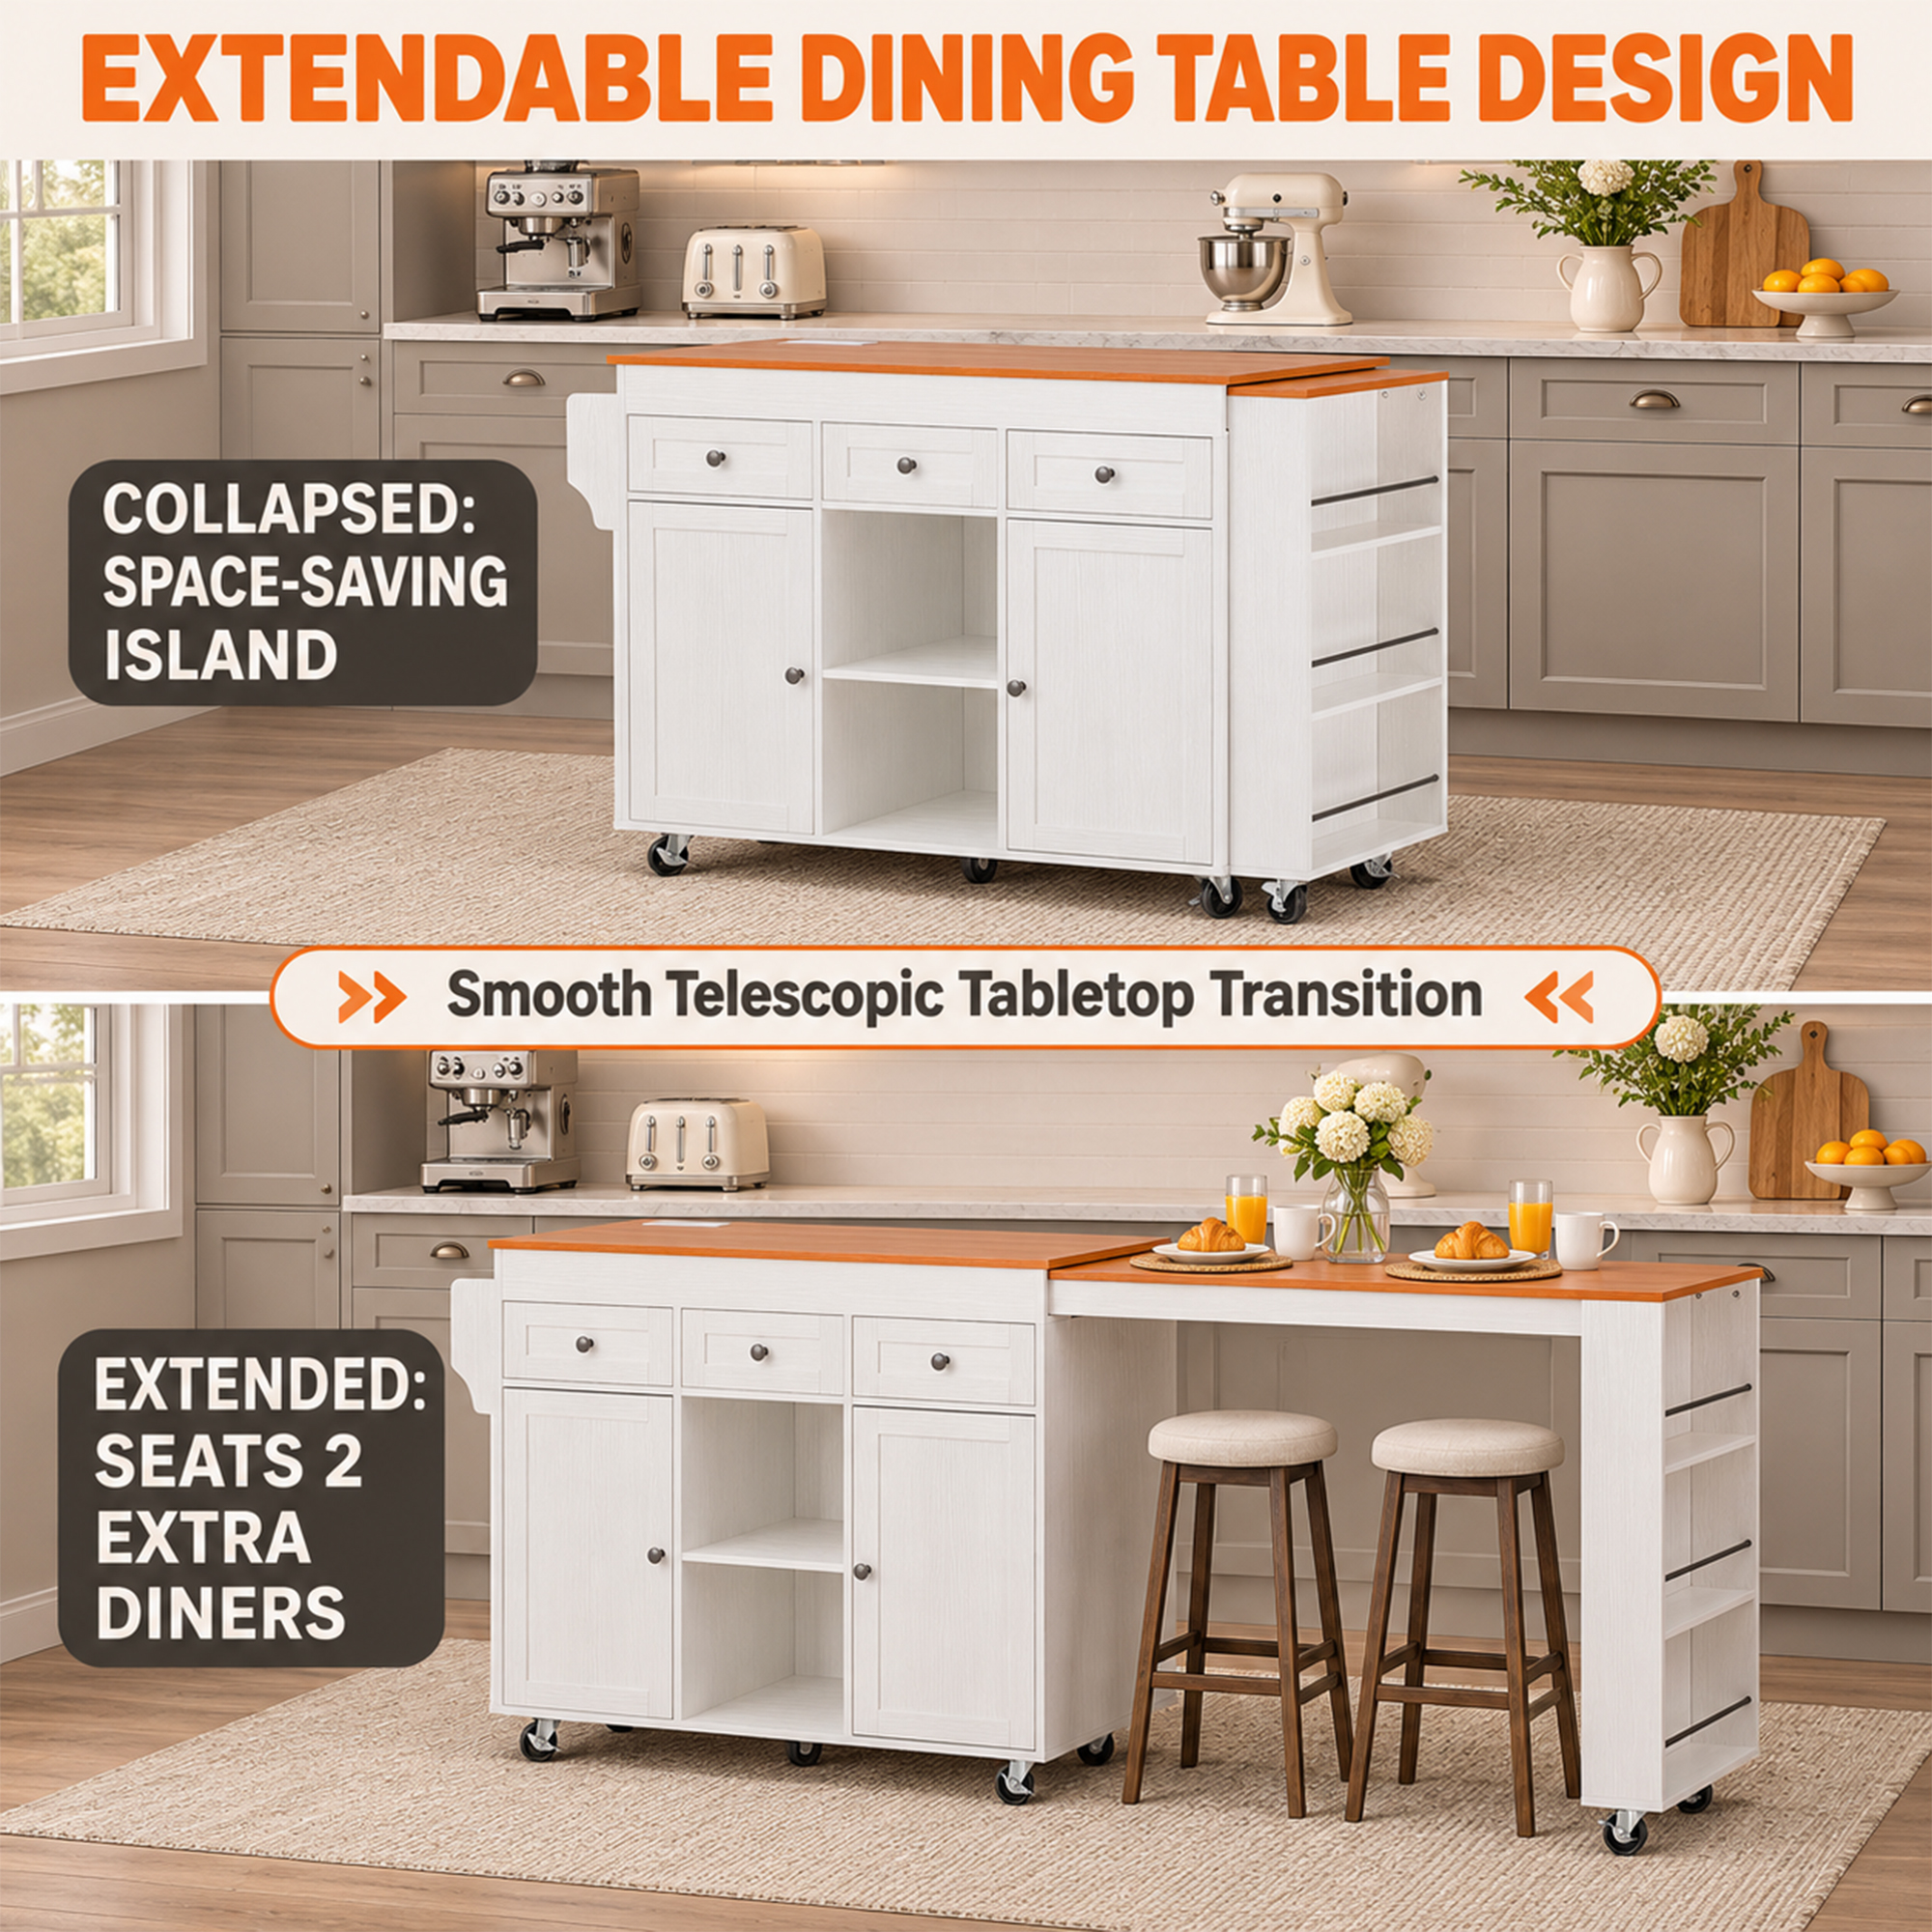 EXTENDABLE DINING TABLE DESIGN
COLLAPSED:
SPACE-SAVING
ISLAND
Smooth Telescopic Tabletop Transition
EXTENDED:
SEATS 2
EXTRA
DINERS